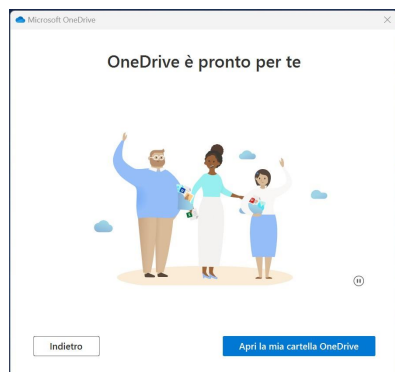 Microsoft OneDrive
OneDrive è pronto per te
Indietro
Apri la mia cartella OneDrive